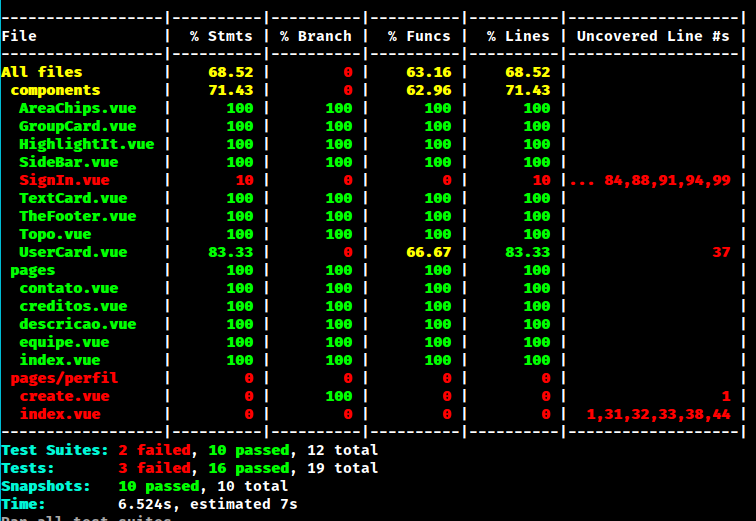 -------------------|----------|----------|----------|----------|-------------------|
File               |  % Stmts | % Branch |  % Funcs |  % Lines | Uncovered Line #s |
-------------------|----------|----------|----------|----------|-------------------|
All files          |    68.52 |        0 |    63.16 |    68.52 |                   |
 components        |    71.43 |        0 |    62.96 |    71.43 |                   |
  AreaChips.vue    |      100 |      100 |      100 |      100 |                   |
  GroupCard.vue    |      100 |      100 |      100 |      100 |                   |
  HighlightIt.vue  |      100 |      100 |      100 |      100 |                   |
  SideBar.vue      |      100 |      100 |      100 |      100 |                   |
  SignIn.vue       |       10 |        0 |        0 |       10 |... 84,88,91,94,99 |
  TextCard.vue     |      100 |      100 |      100 |      100 |                   |
  TheFooter.vue    |      100 |      100 |      100 |      100 |                   |
  Topo.vue         |      100 |      100 |      100 |      100 |                   |
  UserCard.vue     |    83.33 |        0 |    66.67 |    83.33 |                37 |
 pages             |      100 |      100 |      100 |      100 |                   |
  contato.vue      |      100 |      100 |      100 |      100 |                   |
  creditos.vue     |      100 |      100 |      100 |      100 |                   |
  descricao.vue    |      100 |      100 |      100 |      100 |                   |
  equipe.vue       |      100 |      100 |      100 |      100 |                   |
  index.vue        |      100 |      100 |      100 |      100 |                   |
 pages/perfil      |        0 |        0 |        0 |        0 |                   |
  create.vue       |        0 |      100 |        0 |        0 |                 1 |
  index.vue        |        0 |        0 |        0 |        0 |  1,31,32,33,38,44 |
-------------------|----------|----------|----------|----------|-------------------|
Test Suites: 2 failed, 10 passed, 12 total
Tests:       3 failed, 16 passed, 19 total
Snapshots:   10 passed, 10 total
Time:        6.524s, estimated 7s
Ran all test suites